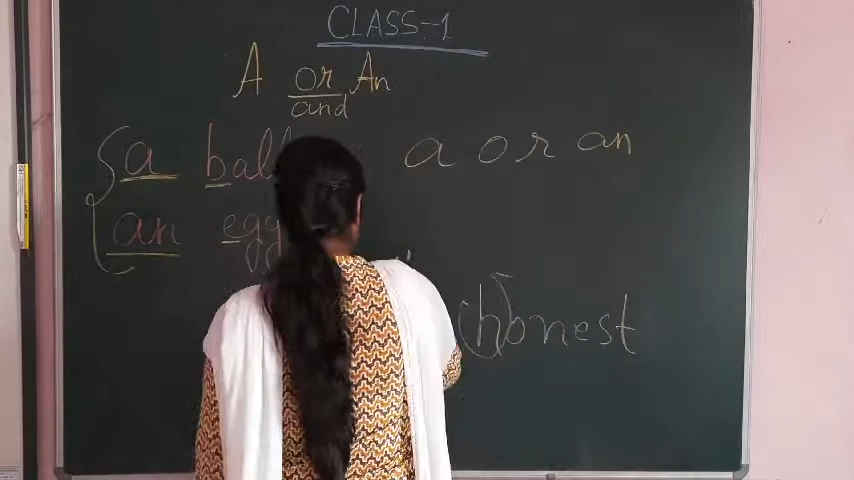 CLASS-1
A or An
and
a ball a or an
an egg
honest